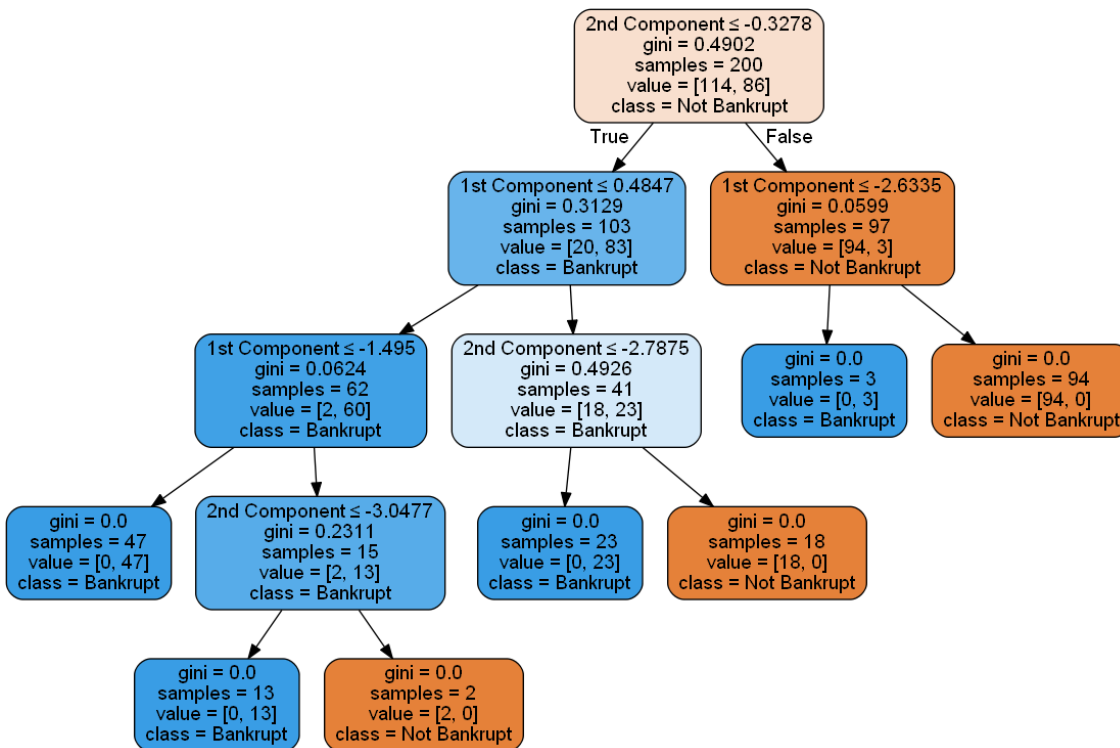 2nd Component ≤ -0.3278
gini = 0.4902
samples = 200
value = [114, 86]
class = Not Bankrupt
True
False
1st Component ≤ 0.4847
gini = 0.3129
samples = 103
value = [20, 83]
class = Bankrupt
1st Component ≤ -2.6335
gini = 0.0599
samples = 97
value = [94, 3]
class = Not Bankrupt
1st Component ≤ -1.495
gini = 0.0624
samples = 62
value = [2, 60]
class = Bankrupt
2nd Component ≤ -2.7875
gini = 0.4926
samples = 41
value = [18, 23]
class = Bankrupt
gini = 0.0
samples = 3
value = [0, 3]
class = Bankrupt
gini = 0.0
samples = 94
value = [94, 0]
class = Not Bankrupt
gini = 0.0
samples = 47
value = [0, 47]
class = Bankrupt
2nd Component ≤ -3.0477
gini = 0.2311
samples = 15
value = [2, 13]
class = Bankrupt
gini = 0.0
samples = 23
value = [0, 23]
class = Bankrupt
gini = 0.0
samples = 18
value = [18, 0]
class = Not Bankrupt
gini = 0.0
samples = 13
value = [0, 13]
class = Bankrupt
gini = 0.0
samples = 2
value = [2, 0]
class = Not Bankrupt